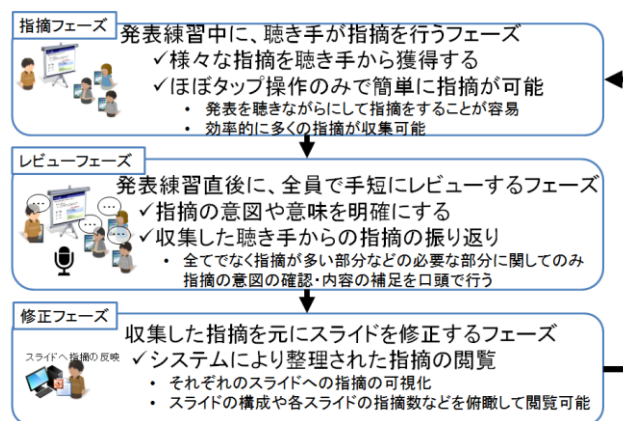 指摘フェーズ
発表練習中に、聴き手が指摘を行うフェーズ
✓様々な指摘を聴き手から獲得する
✓ほぼタップ操作のみで簡単に指摘が可能
• 発表を聴きながらにして指摘をすることが容易
• 効率的に多くの指摘が収集可能
レビューフェーズ
発表練習直後に、全員で手短にレビューするフェーズ
✓指摘の意図や意味を明確にする
✓収集した聴き手からの指摘の振り返り
• 全てでなく指摘が多い部分などの必要な部分に関してのみ
指摘の意図の確認・内容の補足を口頭で行う
修正フェーズ
収集した指摘を元にスライドを修正するフェーズ
スライドへ指摘の反映
✓システムにより整理された指摘の閲覧
• それぞれのスライドへの指摘の可視化
• スライドの構成や各スライドの指摘数などを俯瞰して閲覧可能